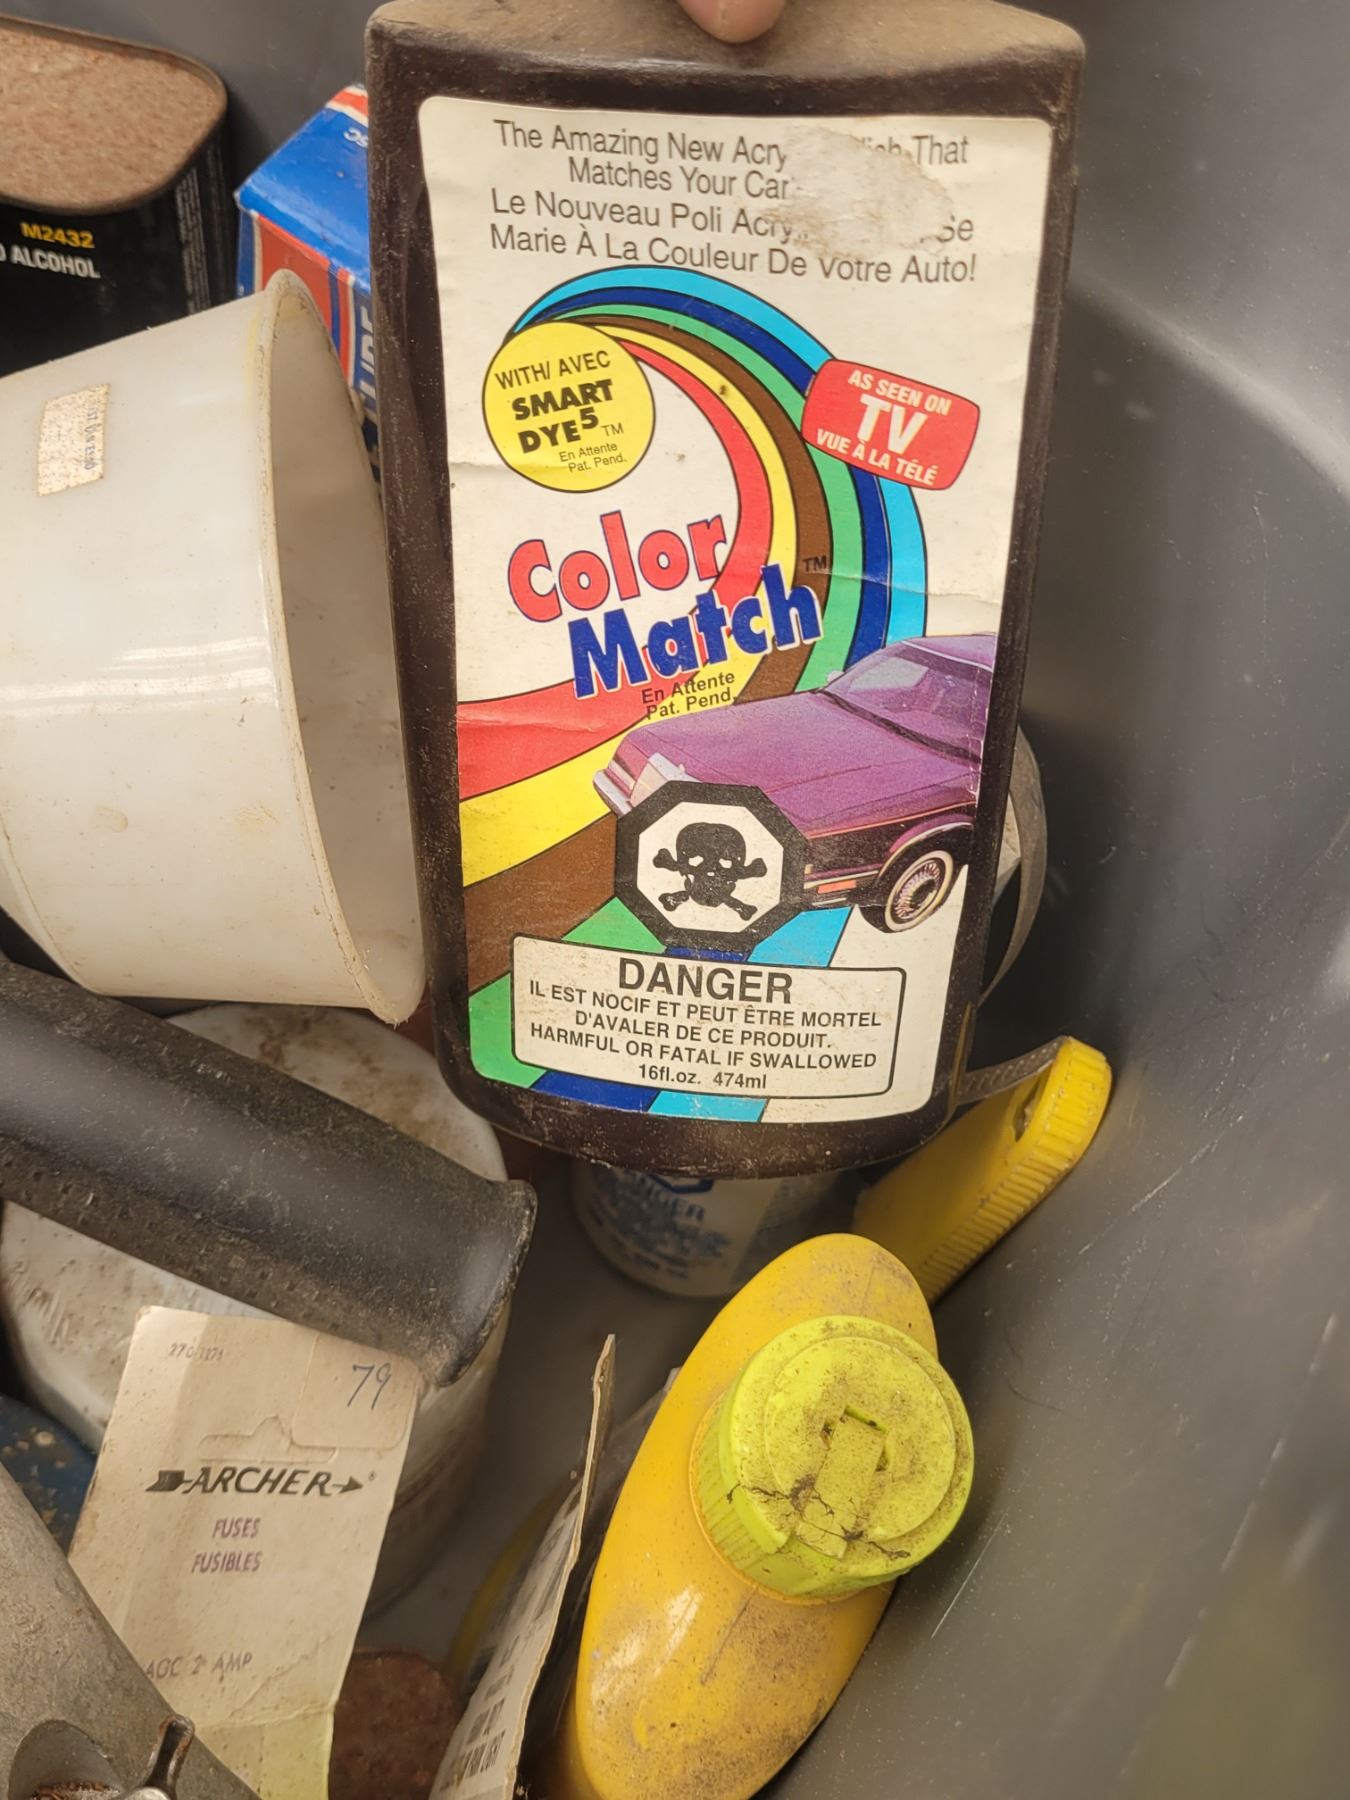 The Amazing New Acry That
Matches Your Car
Le Nouveau Poli Se
Marie À La Couleur De Votre Auto!
WITH/ AVEC
SMART
DYE5 TM
En Attente
Pat. Pend.
AS SEEN ON
TV
VUE À LA TÉLÉ
Color
Match TM
En Attente
Pat. Pend.
DANGER
IL EST NOCIF ET PEUT ÊTRE MORTEL
D'AVALER DE CE PRODUIT.
HARMFUL OR FATAL IF SWALLOWED
16fl.oz. 474ml
M2432
ALCOHOL
79
ARCHER
FUSES
FUSIBLES
AGC 2 AMP